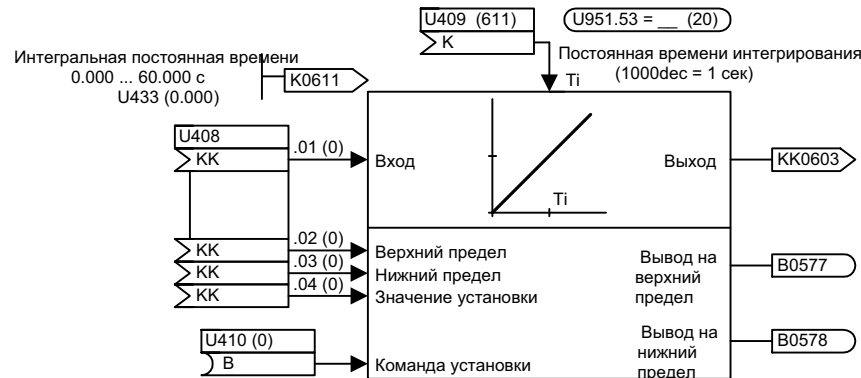 U409 (611)
K
U951.53 = __ (20)
Интегральная постоянная времени
0.000 ... 60.000 с
U433 (0.000)
K0611
Постоянная времени интегрирования
(1000dec = 1 сек)
Ti
U408
KK
.01 (0)
Вход
Ti
Выход
KK0603
KK
.02 (0)
Верхний предел
KK
.03 (0)
Нижний предел
KK
.04 (0)
Значение установки
Вывод на
верхний
предел
B0577
U410 (0)
B
Команда установки
Вывод на
нижний
предел
B0578